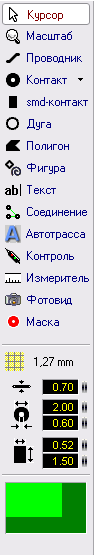 Курсор
Масштаб
Проводник
Контакт
smd-контакт
Дуга
Полигон
Фигура
ab Текст
Соединение
A Автотрасса
Контроль
Измеритель
Фотовид
Маска
1,27 mm
0.70
2.00
0.60
0.52
1.50